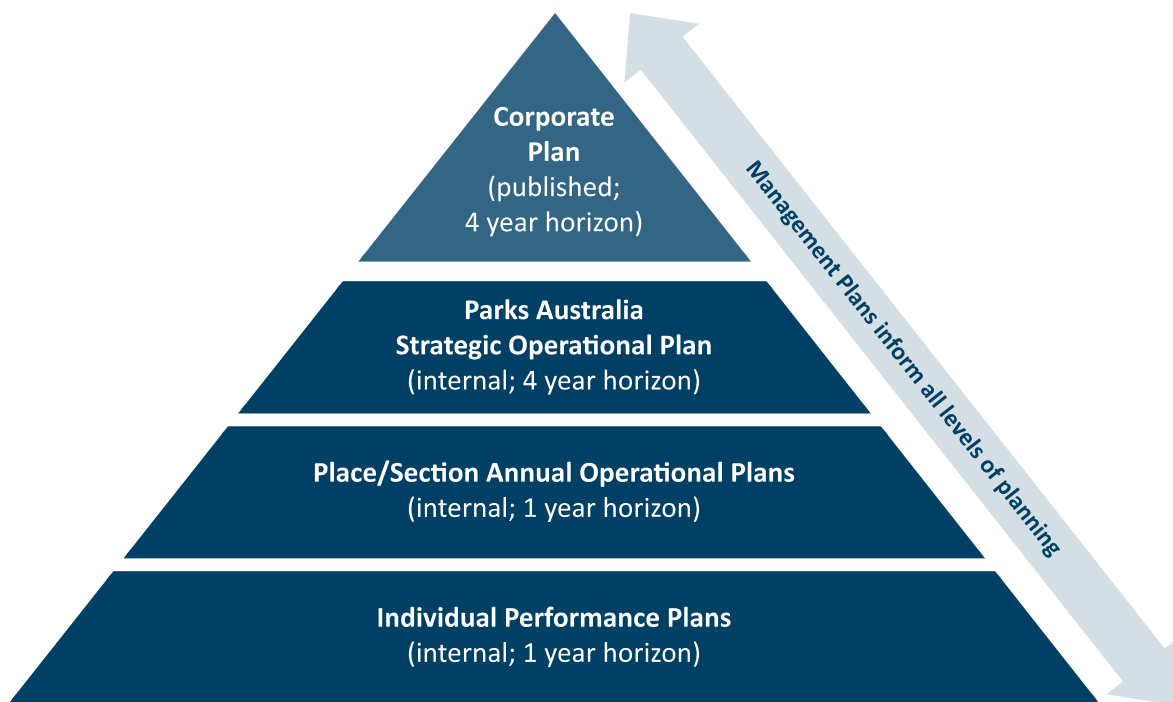 Corporate
Plan
(published;
4 year horizon)
Parks Australia
Strategic Operational Plan
(internal; 4 year horizon)
Place/Section Annual Operational Plans
(internal; 1 year horizon)
Individual Performance Plans
(internal; 1 year horizon)
Management Plans inform all levels of planning